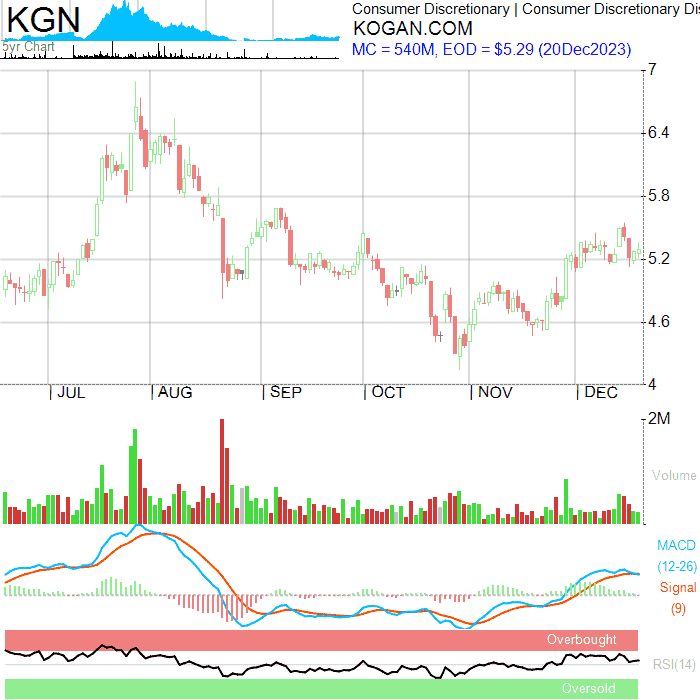 KGN
5yr Chart
Consumer Discretionary | Consumer Discretionary Dis
KOGAN.COM
MC = 540M, EOD = $5.29 (20Dec2023)
7
6.4
5.8
5.2
4.6
4
JUL AUG SEP OCT NOV DEC
2M
Volume
MACD
(12-26)
Signal
(9)
Overbought
RSI(14)
Oversold